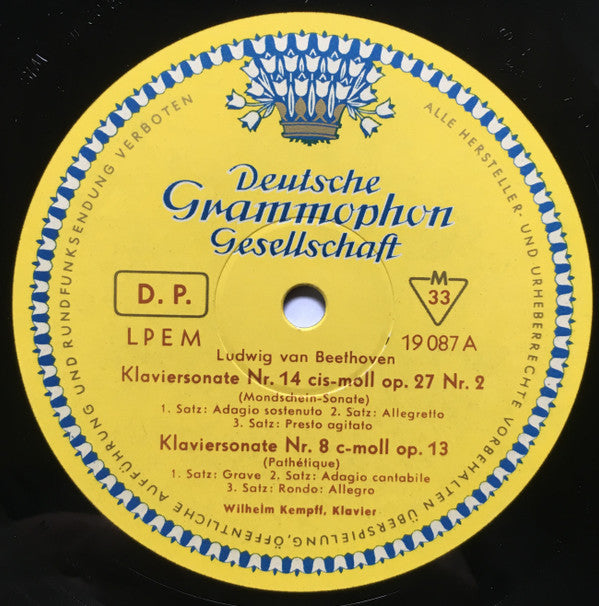 Deutsche
Grammophon
Gesellschaft
D. P.
M
33
LPEM
19 087 A
Ludwig van Beethoven
Klaviersonate Nr. 14 cis-moll op. 27 Nr. 2
(Mondschein-Sonate)
1. Satz: Adagio sostenuto 2. Satz: Allegretto
3. Satz: Presto agitato
Klaviersonate Nr. 8 c-moll op. 13
(Pathétique)
1. Satz: Grave 2. Satz: Adagio cantabile
3. Satz: Rondo: Allegro
Wilhelm Kempff, Klavier
ALLE HERSTELLER- UND URHEBERRECHTE VORBEHALTEN ÜBERSPIELUNG, ÖFFENTLICHE AUFFÜHRUNG UND RUNDFUNKSENDUNG VERBOTEN